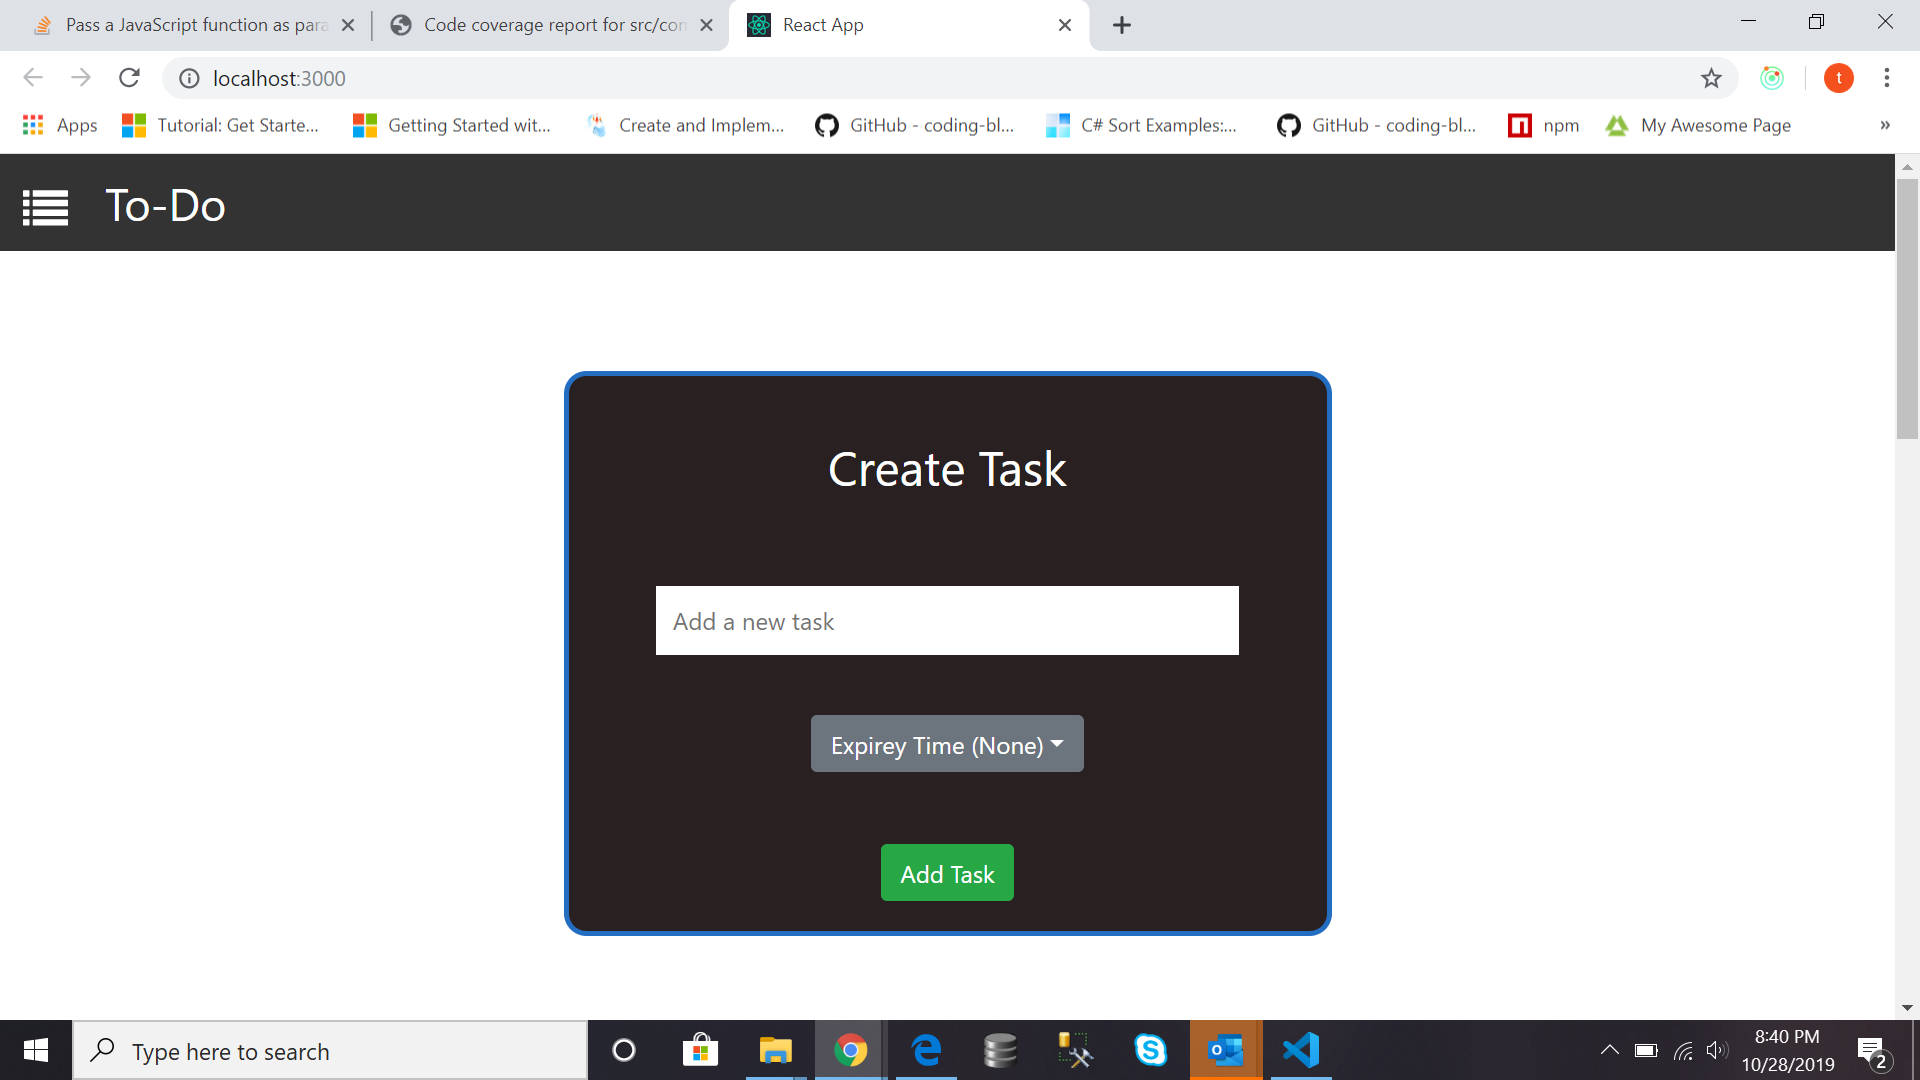 Pass a JavaScript function as para
Code coverage report for src/com
React App
localhost:3000
t
Apps
Tutorial: Get Starte...
Getting Started wit...
Create and Implem...
GitHub - coding-bl...
C# Sort Examples:...
GitHub - coding-bl...
npm
My Awesome Page
»
To-Do
Create Task
Add a new task
Expirey Time (None)
Add Task
Type here to search
8:40 PM
10/28/2019
2